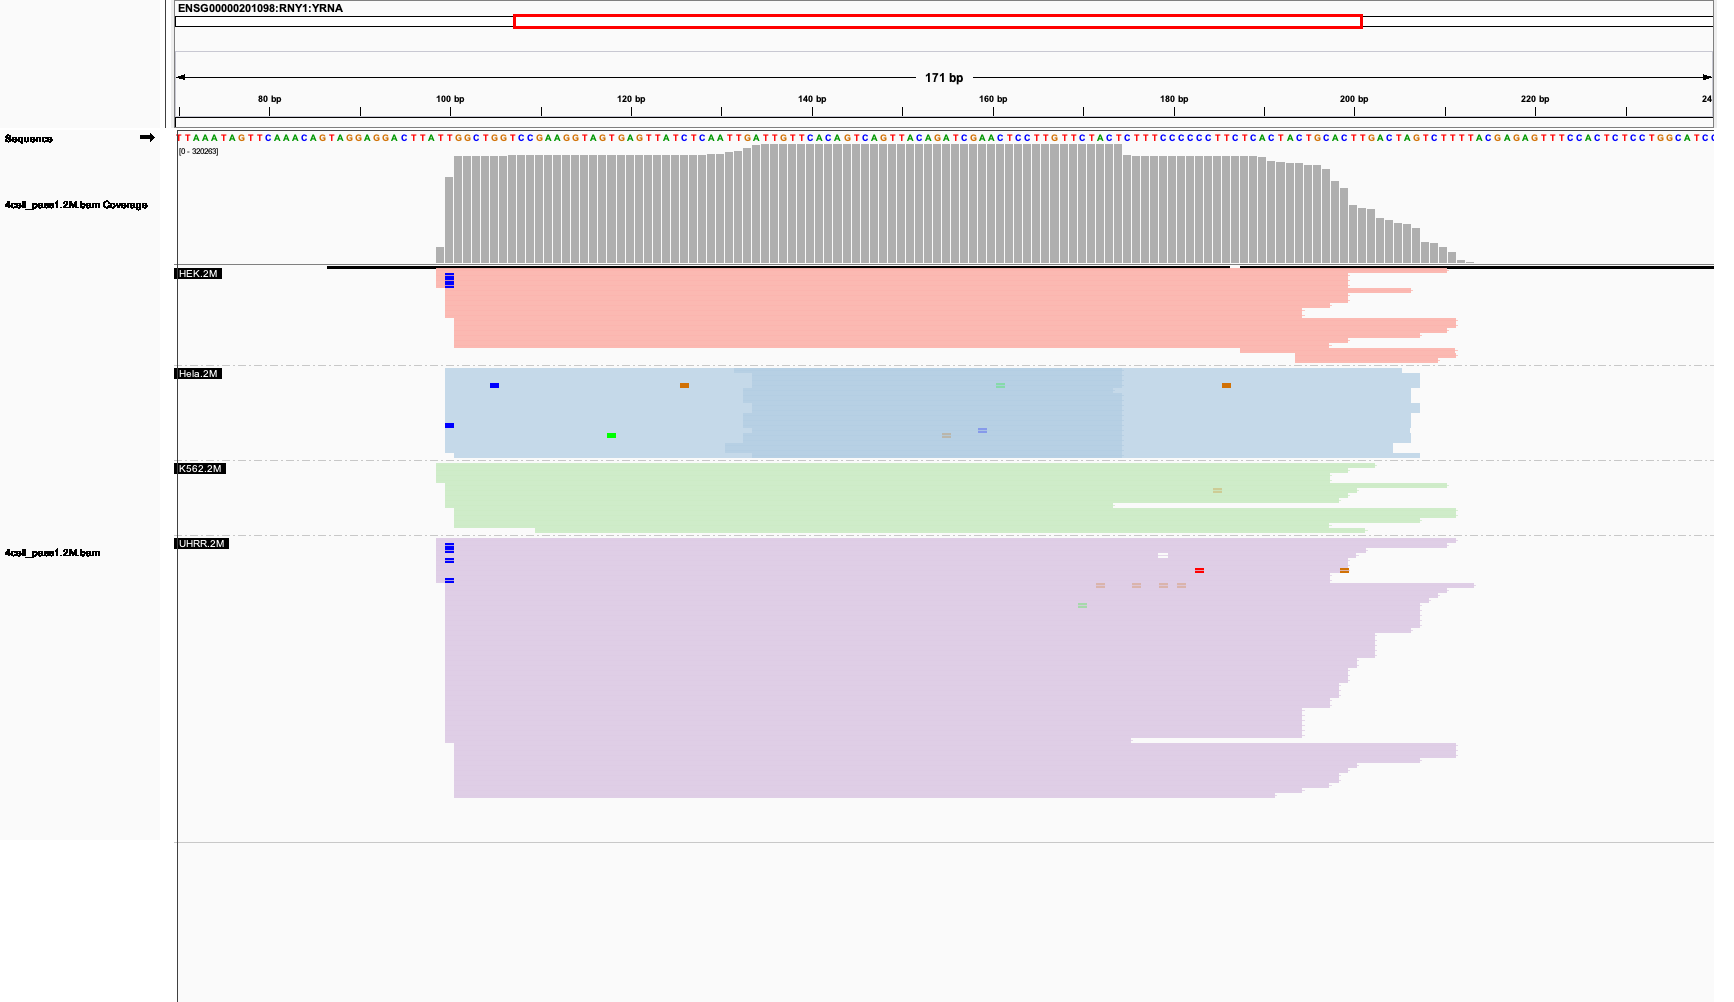 ENSG00000201098:RNY1:YRNA
171 bp
80 bp 100 bp 120 bp 140 bp 160 bp 180 bp 200 bp 220 bp 24
Sequence
TTAAATAGTTCAAACAGTAGGAGGACTTATTGGCTGGTCCGAAGGTAGTGAGTTATCTCAATTGATTGTTCACAGTCAGTTACAGATCGAACTCCTTGTTCTACTCTTTCCCCCCTTCTCACTACTGCACTTGACTAGTCTTTTACGAGAGTTTCCACTCTCCTGGCATCC
[0 - 320263]
4cell_pass1.2M.bam Coverage
HEK.2M
Hela.2M
K562.2M
UHRR.2M
4cell_pass1.2M.bam